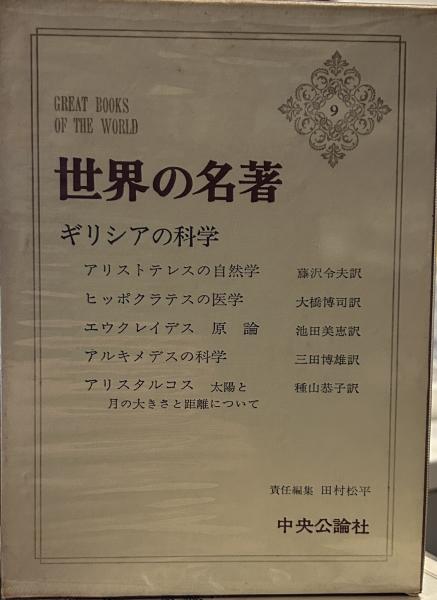 GREAT BOOKS
OF THE WORLD
9
世界の名著
ギリシアの科学
アリストテレスの自然学 藤沢令夫訳
ヒッポクラテスの医学 大橋博司訳
エウクレイデス 原論 池田美恵訳
アルキメデスの科学 三田博雄訳
アリスタルコス 太陽と 種山恭子訳
月の大きさと距離について
責任編集 田村松平
中央公論社